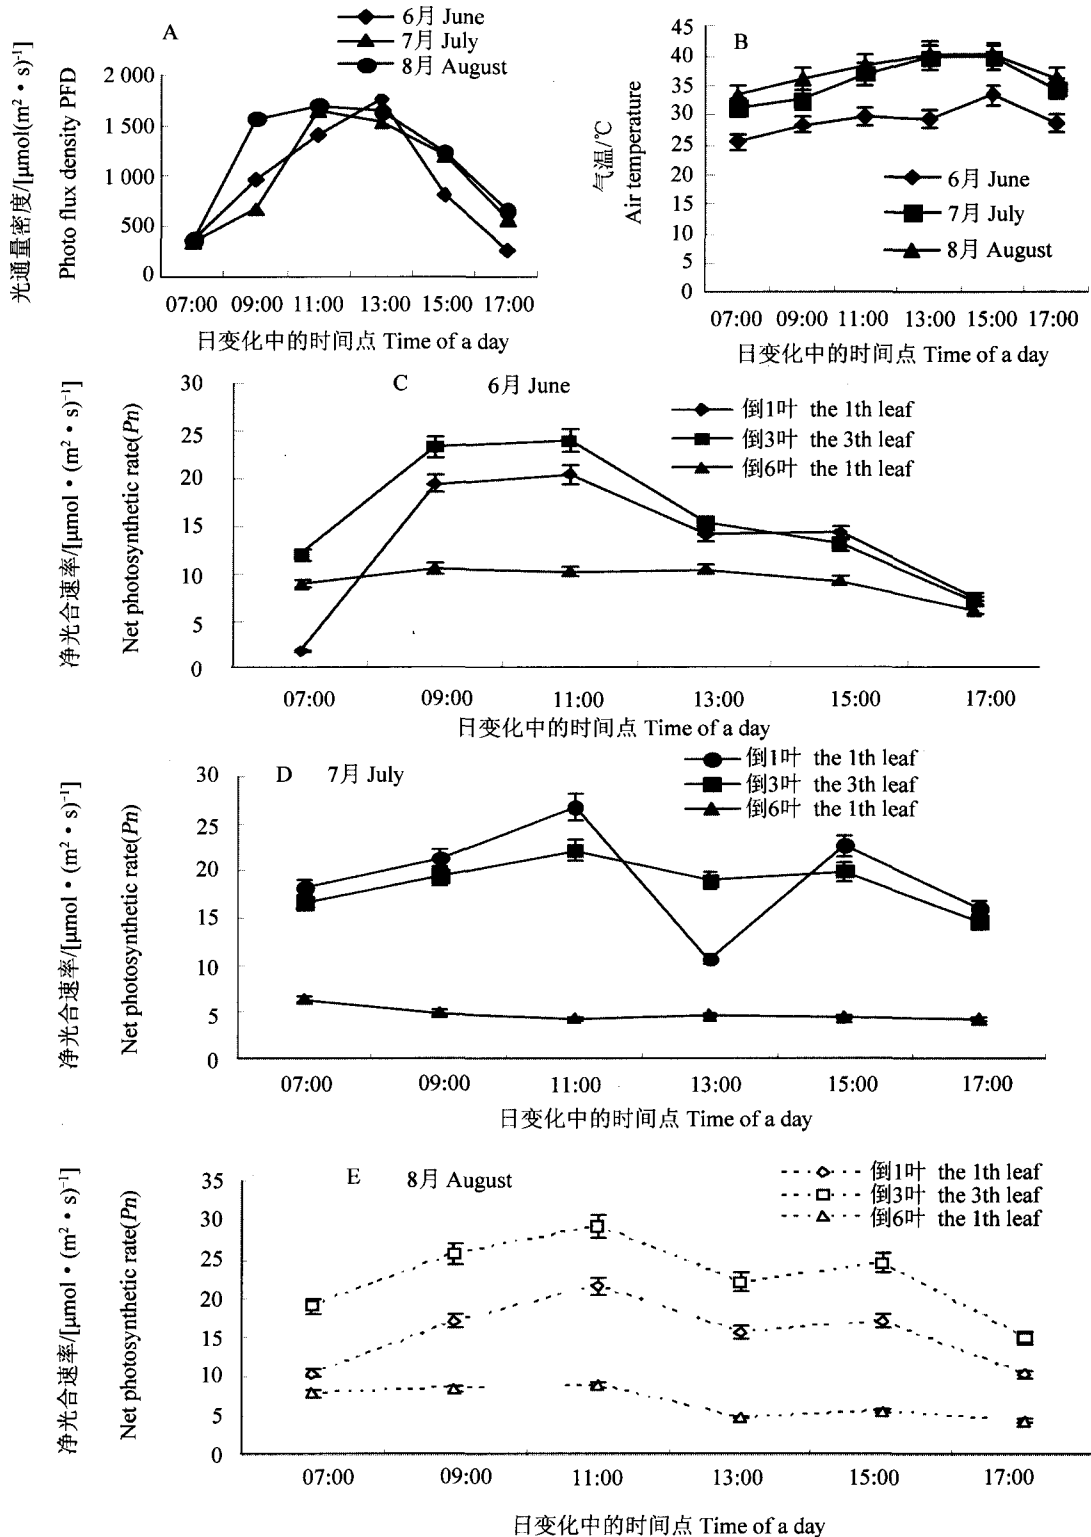 A
6月 June
7月 July
8月 August
光通量密度/[μmol(m²•s)⁻¹]
Photo flux density PFD
2 000
1 500
1 000
500
0
07:00 09:00 11:00 13:00 15:00 17:00
日变化中的时间点 Time of a day
B
气温/℃
Air temperature
45
40
35
30
25
20
15
10
5
0
6月 June
7月 July
8月 August
07:00 09:00 11:00 13:00 15:00 17:00
日变化中的时间点 Time of a day
C 6月 June
净光合速率/[μmol•(m²•s)⁻¹]
Net photosynthetic rate(Pn)
30
25
20
15
10
5
0
倒1叶 the 1th leaf
倒3叶 the 3th leaf
倒6叶 the 1th leaf
07:00 09:00 11:00 13:00 15:00 17:00
日变化中的时间点 Time of a day
D 7月 July
净光合速率/[μmol•(m²•s)⁻¹]
Net photosynthetic rate(Pn)
30
25
20
15
10
5
0
倒1叶 the 1th leaf
倒3叶 the 3th leaf
倒6叶 the 1th leaf
07:00 09:00 11:00 13:00 15:00 17:00
日变化中的时间点 Time of a day
E 8月 August
净光合速率/[μmol•(m²•s)⁻¹]
Net photosynthetic rate(Pn)
35
30
25
20
15
10
5
0
倒1叶 the 1th leaf
倒3叶 the 3th leaf
倒6叶 the 1th leaf
07:00 09:00 11:00 13:00 15:00 17:00
日变化中的时间点 Time of a day